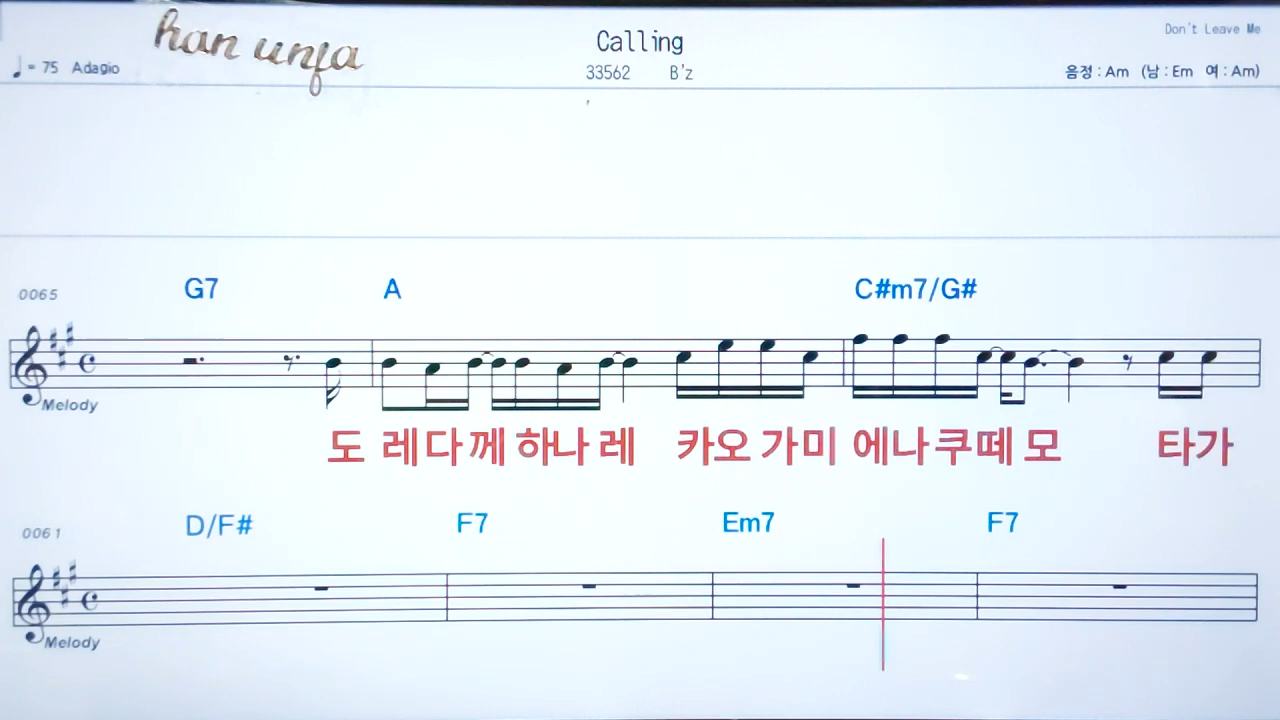 han unja
Calling
Don't Leave Me
♩= 75 Adagio
33562 B'z
음정 : Am (남 : Em 여 : Am)
0065 G7 A C#m7/G#
Melody
도 레다께 하나 레 카오 가미 에나쿠떼 모 타가
0061 D/F# F7 Em7 F7
Melody